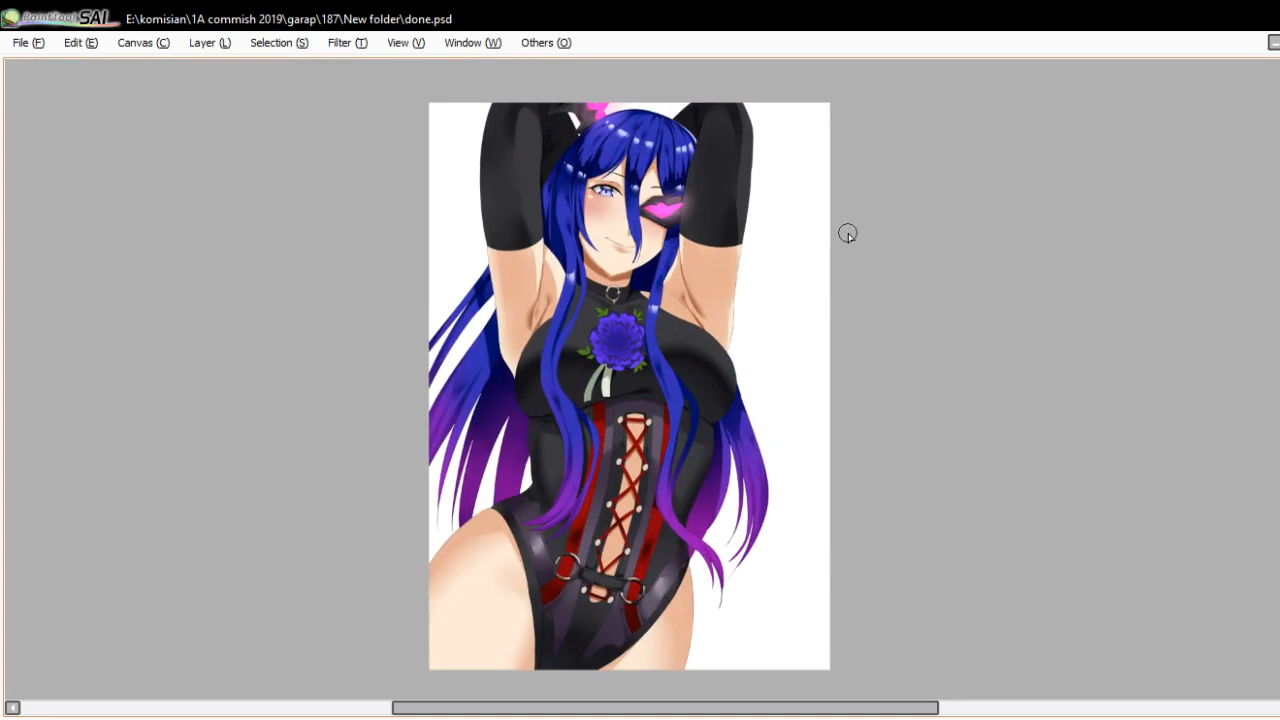 PaintTool SAI E:\komisian\1A commish 2019\garap\187\New folder\done.psd
File (F) Edit (E) Canvas (C) Layer (L) Selection (S) Filter (T) View (V) Window (W) Others (O)